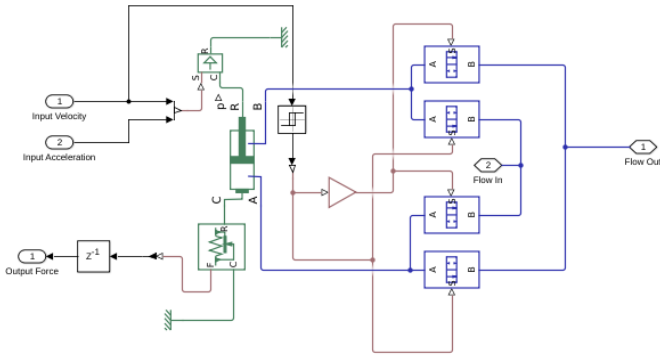 R
S
C
p
R
B
1
Input Velocity
2
Input Acceleration
C
A
R
F
C
Z-1
1
Output Force
S
A
B
A
B
S
2
Flow In
S
A
B
A
B
S
1
Flow Out